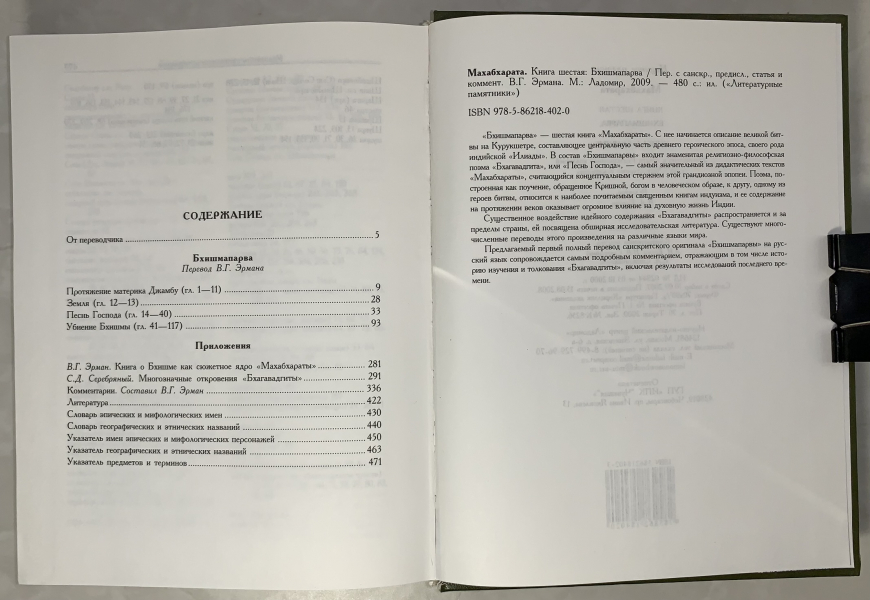 СОДЕРЖАНИЕ
От переводчика 5
Бхишмапарва
Перевод В.Г. Эрмана
Протяжение материка Джамбу (гл. 1—11) 9
Земля (гл. 12—13) 28
Песнь Господа (гл. 14—40) 33
Убиение Бхишмы (гл. 41—117) 93
Приложения
В.Г. Эрман. Книга о Бхишме как сюжетное ядро «Махабхараты» 281
С.Д. Серебряный. Многозначные откровения «Бхагавадгиты» 291
Комментарии. Составил В.Г. Эрман 336
Литература 422
Словарь эпических и мифологических имен 430
Словарь географических и этнических названий 440
Указатель имен эпических и мифологических персонажей 450
Указатель географических и этнических названий 463
Указатель предметов и терминов 471
Махабхарата. Книга шестая: Бхишмапарва / Пер. с санскр., предисл., статья и
коммент. В.Г. Эрмана. М.: Ладомир, 2009. — 480 с.: ил. («Литературные
памятники»)
ISBN 978-5-86218-402-0
«Бхишмапарва» — шестая книга «Махабхараты». С нее начинается описание великой бит-
вы на Курукшетре, составляющее центральную часть древнего героического эпоса, своего рода
индийской «Илиады». В состав «Бхишмапарвы» входит знаменитая религиозно-философская
поэма «Бхагавадгита», или «Песнь Господа», — самый значительный из дидактических текстов
«Махабхараты», считающийся концептуальным стержнем этой грандиозной эпопеи. Поэма, по-
строенная как поучение, обращенное Кришной, богом в человеческом образе, к другу, одному из
героев битвы, относится к наиболее почитаемым священным книгам индуизма, и ее содержание
на протяжении веков оказывает огромное влияние на духовную жизнь Индии.
Существенное воздействие идейного содержания «Бхагавадгиты» распространяется и за
пределы страны, ей посвящена обширная исследовательская литература. Существуют много-
численные переводы этого произведения на различные языки мира.
Предлагаемый первый полный перевод санскритского оригинала «Бхишмапарвы» на рус-
ский язык сопровождается самым подробным комментарием, отражающим в том числе ис-
торию изучения и толкования «Бхагавадгиты», включая результаты исследований последнего вре-
мени.